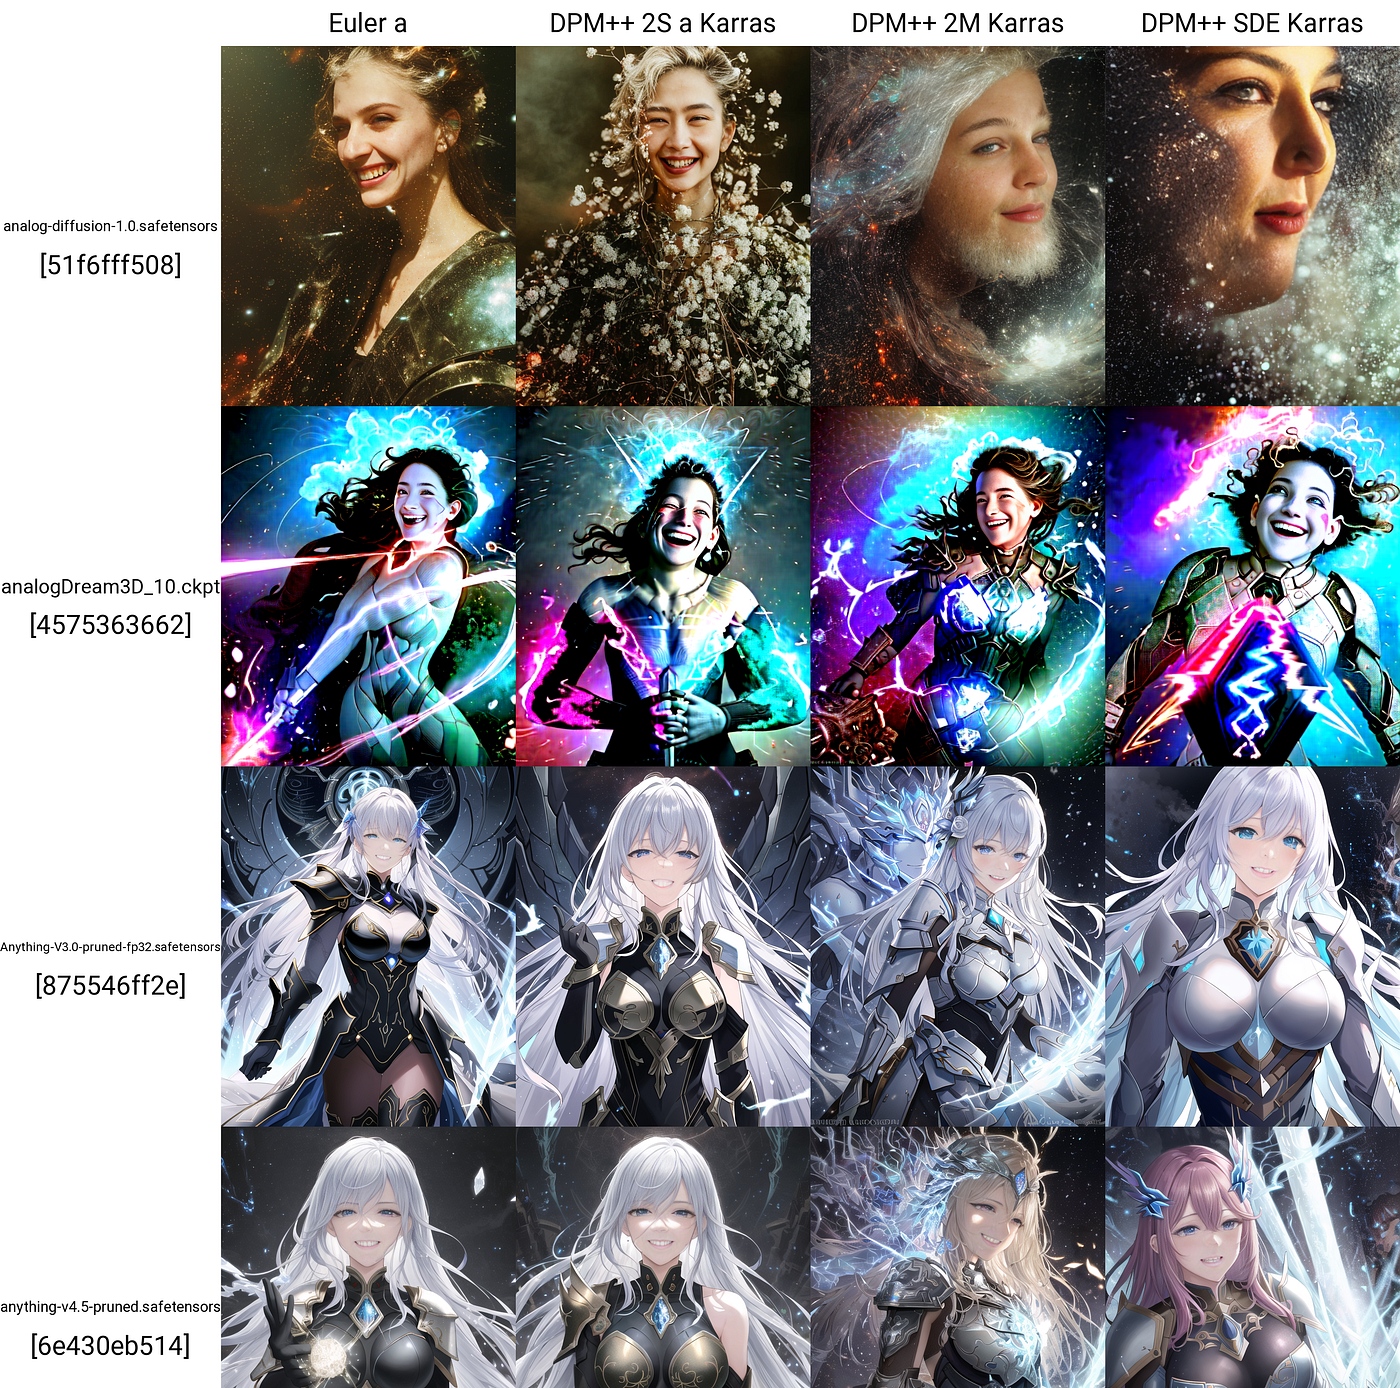 Euler a
DPM++ 2S a Karras
DPM++ 2M Karras
DPM++ SDE Karras
analog-diffusion-1.0.safetensors
[51f6fff508]
analogDream3D_10.ckpt
[4575363662]
Anything-V3.0-pruned-fp32.safetensors
[875546ff2e]
anything-v4.5-pruned.safetensors
[6e430eb514]